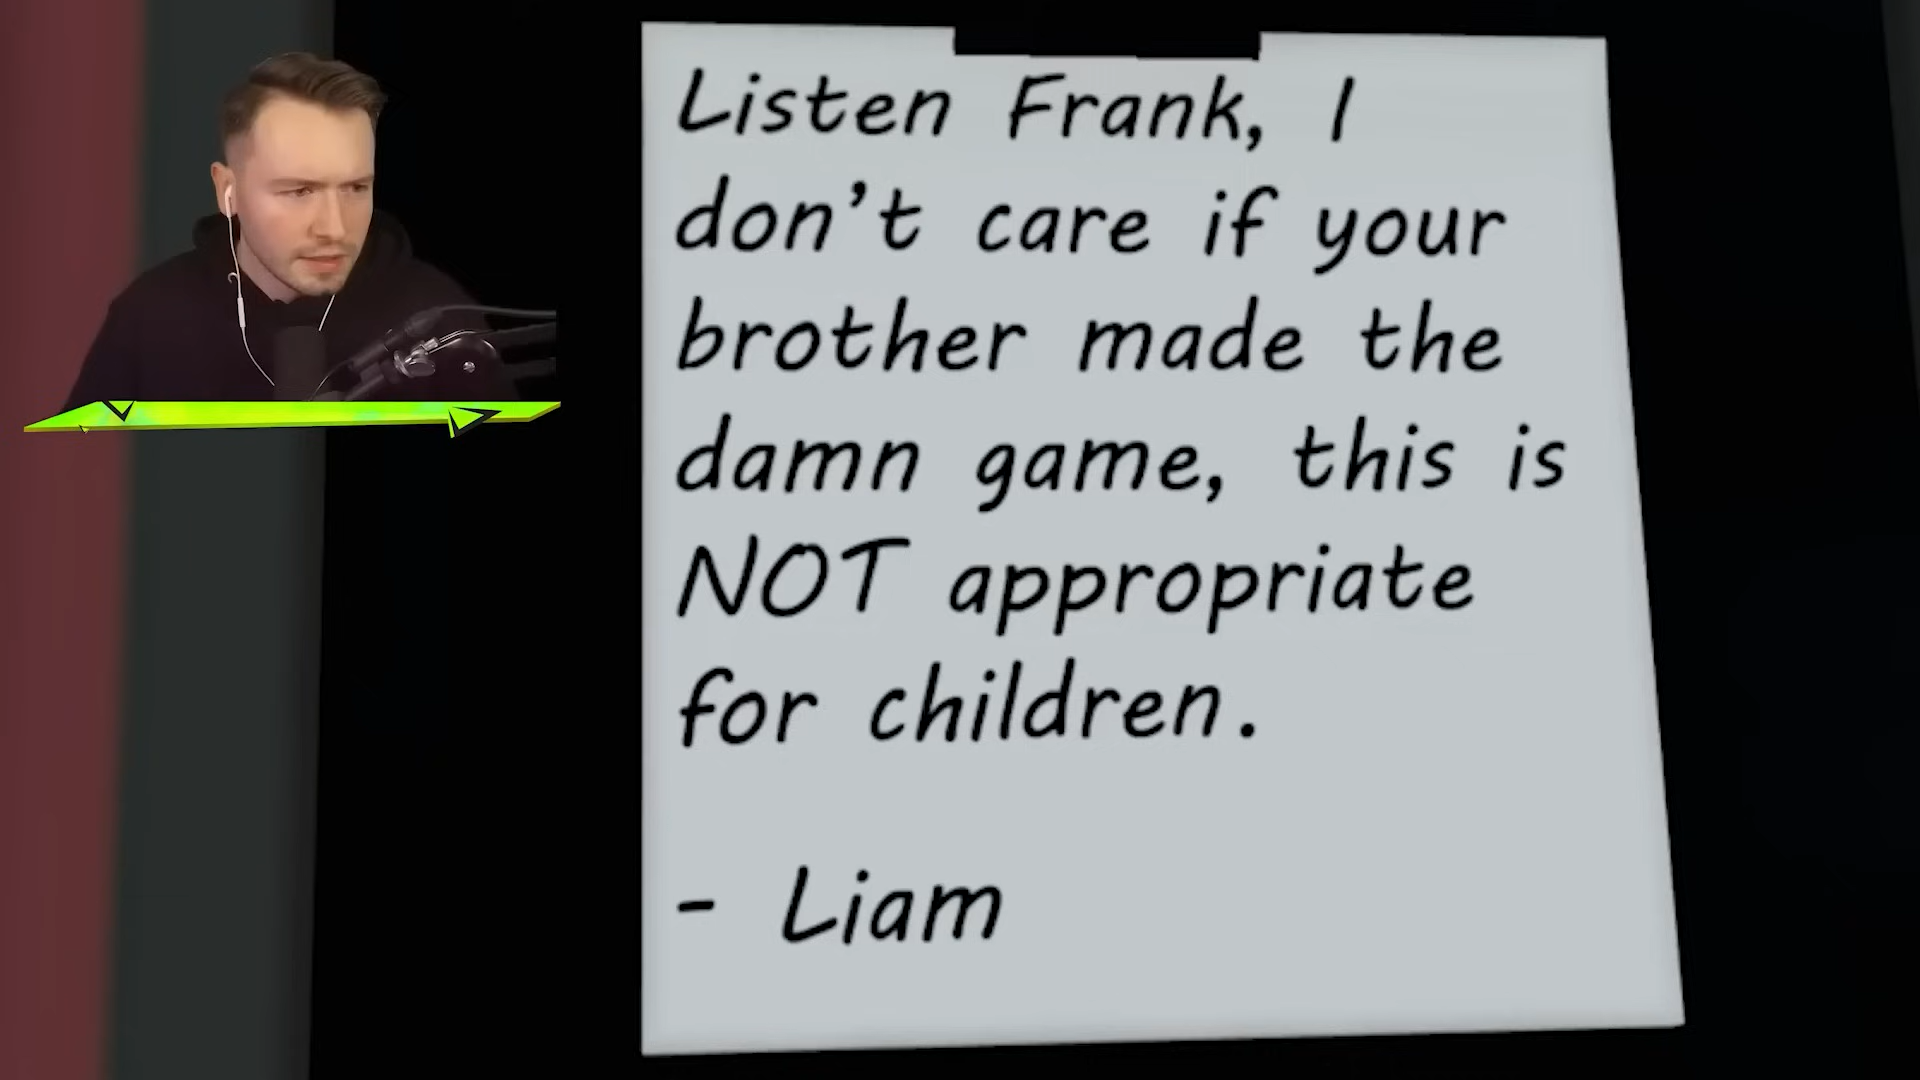 Listen Frank, I
don't care if your
brother made the
damn game, this is
NOT appropriate
for children.
- Liam